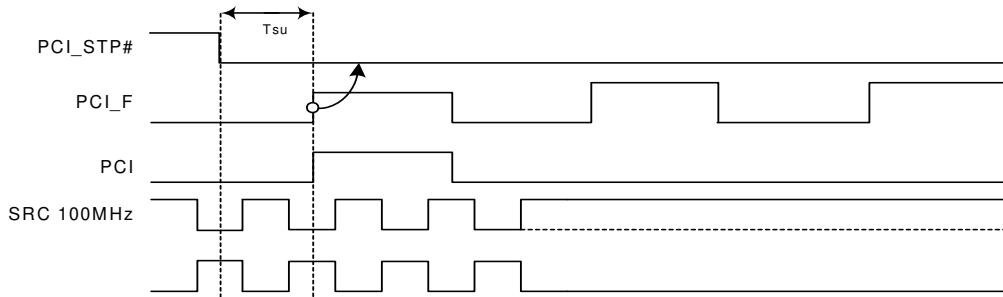 Tsu
PCI_STP#
PCI_F
PCI
SRC 100MHz